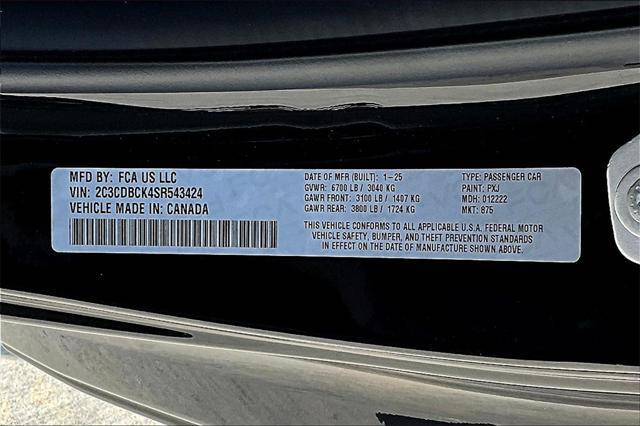 MFD BY: FCA US LLC
VIN: 2C3CDBCK4SR543424
VEHICLE MADE IN: CANADA
DATE OF MFR (BUILT): 1-25
GVWR: 6700 LB / 3040 KG
GAWR FRONT: 3100 LB / 1407 KG
GAWR REAR: 3800 LB / 1724 KG
TYPE: PASSENGER CAR
PAINT: PXJ
MDH: 012222
MKT: 875
THIS VEHICLE CONFORMS TO ALL APPLICABLE U.S.A. FEDERAL MOTOR
VEHICLE SAFETY, BUMPER, AND THEFT PREVENTION STANDARDS
IN EFFECT ON THE DATE OF MANUFACTURE SHOWN ABOVE.